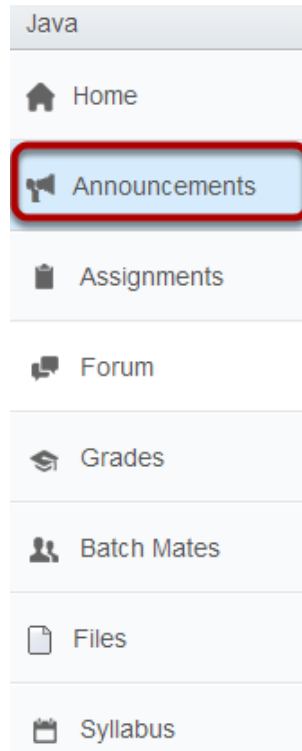 Java
Home
Announcements
Assignments
Forum
Grades
Batch Mates
Files
Syllabus